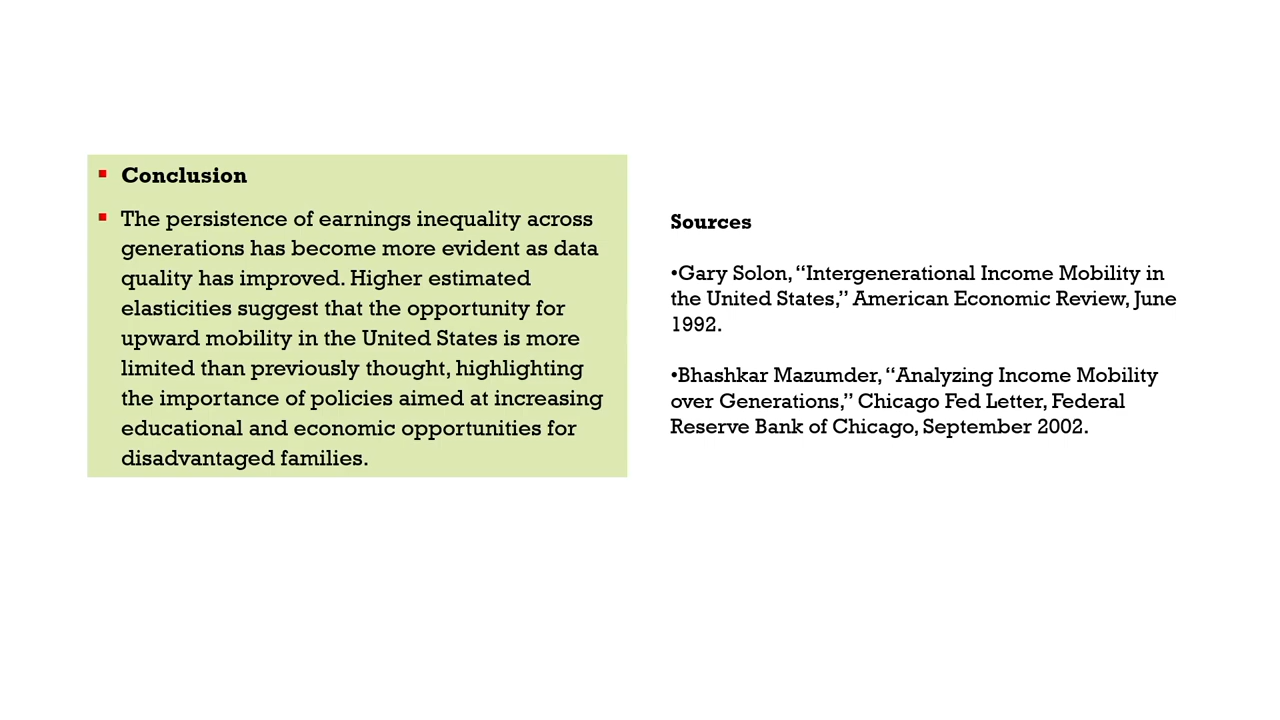 ▪ Conclusion
▪ The persistence of earnings inequality across
generations has become more evident as data
quality has improved. Higher estimated
elasticities suggest that the opportunity for
upward mobility in the United States is more
limited than previously thought, highlighting
the importance of policies aimed at increasing
educational and economic opportunities for
disadvantaged families.
Sources
•Gary Solon, “Intergenerational Income Mobility in
the United States,” American Economic Review, June
1992.
•Bhashkar Mazumder, “Analyzing Income Mobility
over Generations,” Chicago Fed Letter, Federal
Reserve Bank of Chicago, September 2002.